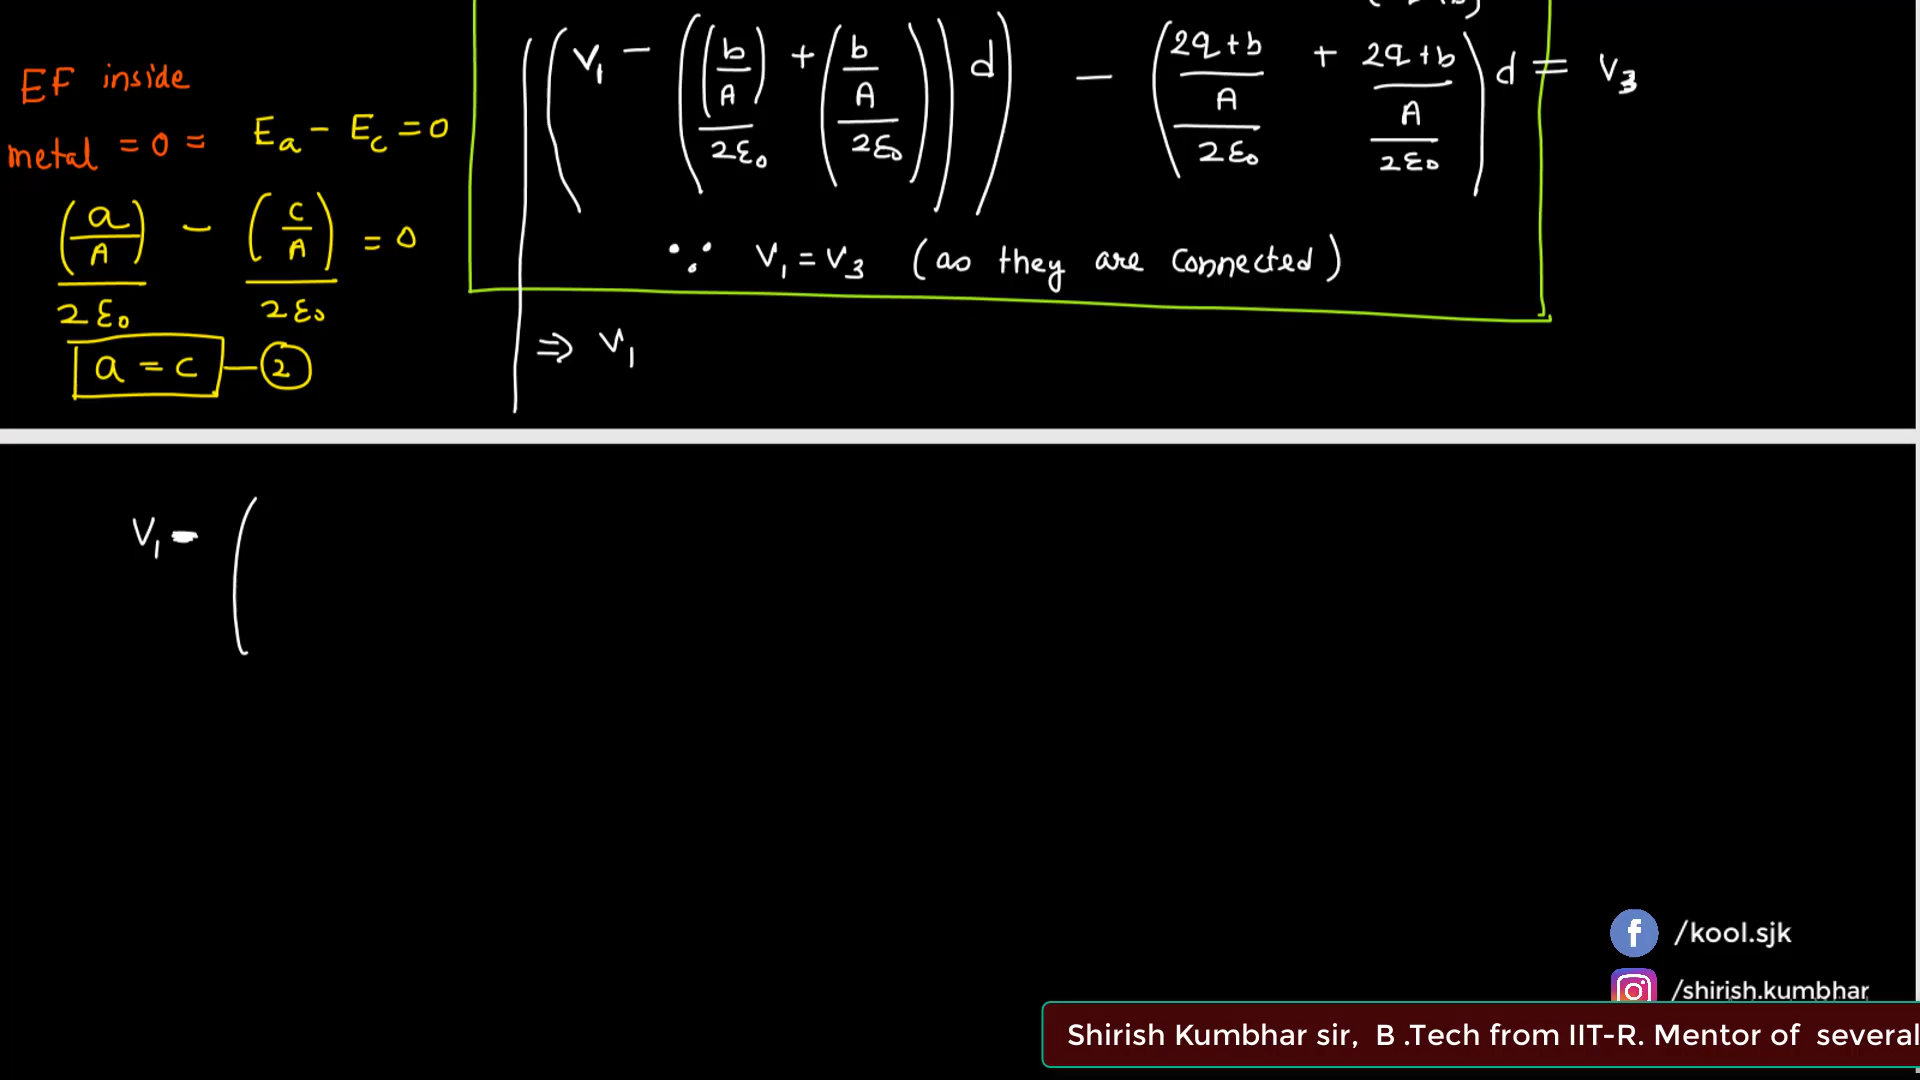 EF inside
metal = 0 = Ea - Ec = 0
(a/A)/2ε₀ - (c/A)/2ε₀ = 0
a = c — ②
((V₁ - (((b/A)/2ε₀) + ((b/A)/2ε₀))d) - (((2q+b)/A)/2ε₀ + ((2q+b)/A)/2ε₀)d = V₃
∵ V₁ = V₃ (as they are connected)
⇒ V₁
V₁ - (
/kool.sjk
/shirish.kumbhar
Shirish Kumbhar sir, B .Tech from IIT-R. Mentor of several